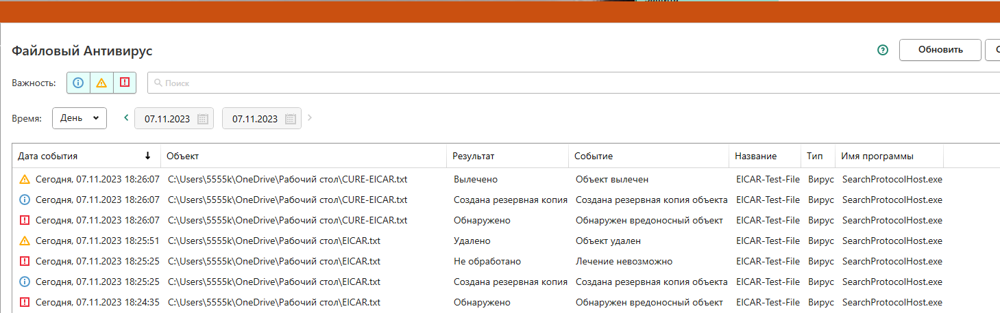 Файловый Антивирус
Обновить
Важность:
Поиск
Время: День 07.11.2023 07.11.2023
Дата события Объект Результат Событие Название Тип Имя программы
Сегодня, 07.11.2023 18:26:07 C:\Users\5555k\OneDrive\Рабочий стол\CURE-EICAR.txt Вылечено Объект вылечен EICAR-Test-File Вирус SearchProtocolHost.exe
Сегодня, 07.11.2023 18:26:07 C:\Users\5555k\OneDrive\Рабочий стол\CURE-EICAR.txt Создана резервная копия Создана резервная копия объекта EICAR-Test-File Вирус SearchProtocolHost.exe
Сегодня, 07.11.2023 18:26:07 C:\Users\5555k\OneDrive\Рабочий стол\CURE-EICAR.txt Обнаружено Обнаружен вредоносный объект EICAR-Test-File Вирус SearchProtocolHost.exe
Сегодня, 07.11.2023 18:25:51 C:\Users\5555k\OneDrive\Рабочий стол\EICAR.txt Удалено Объект удален EICAR-Test-File Вирус SearchProtocolHost.exe
Сегодня, 07.11.2023 18:25:25 C:\Users\5555k\OneDrive\Рабочий стол\EICAR.txt Не обработано Лечение невозможно EICAR-Test-File Вирус SearchProtocolHost.exe
Сегодня, 07.11.2023 18:25:25 C:\Users\5555k\OneDrive\Рабочий стол\EICAR.txt Создана резервная копия Создана резервная копия объекта EICAR-Test-File Вирус SearchProtocolHost.exe
Сегодня, 07.11.2023 18:24:35 C:\Users\5555k\OneDrive\Рабочий стол\EICAR.txt Обнаружено Обнаружен вредоносный объект EICAR-Test-File Вирус SearchProtocolHost.exe